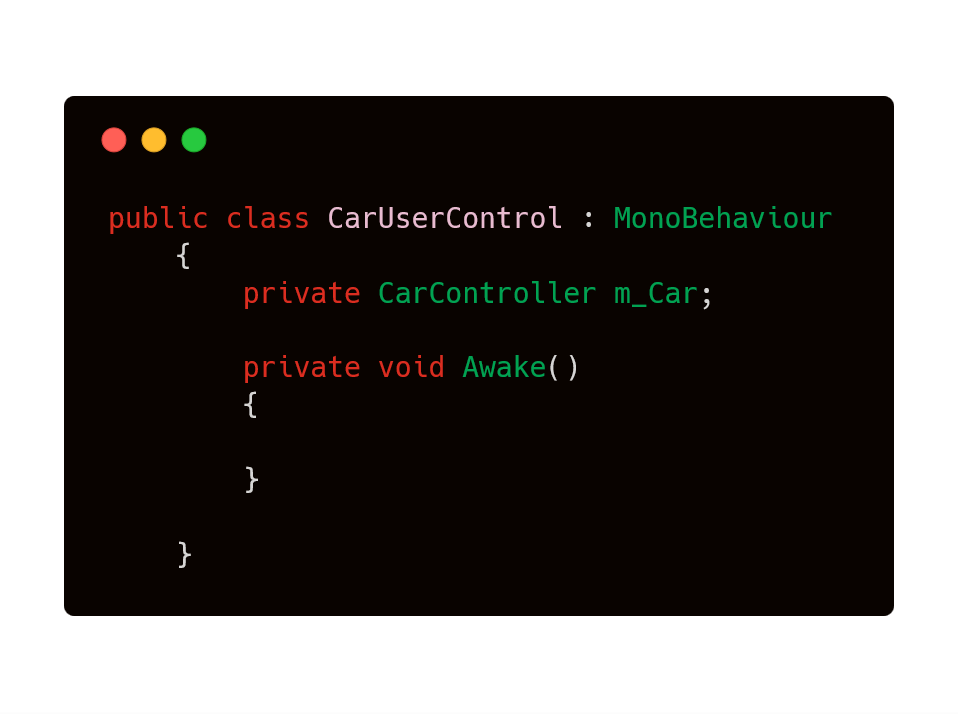 public class CarUserControl : MonoBehaviour
{
private CarController m_Car;
private void Awake()
{
}
}